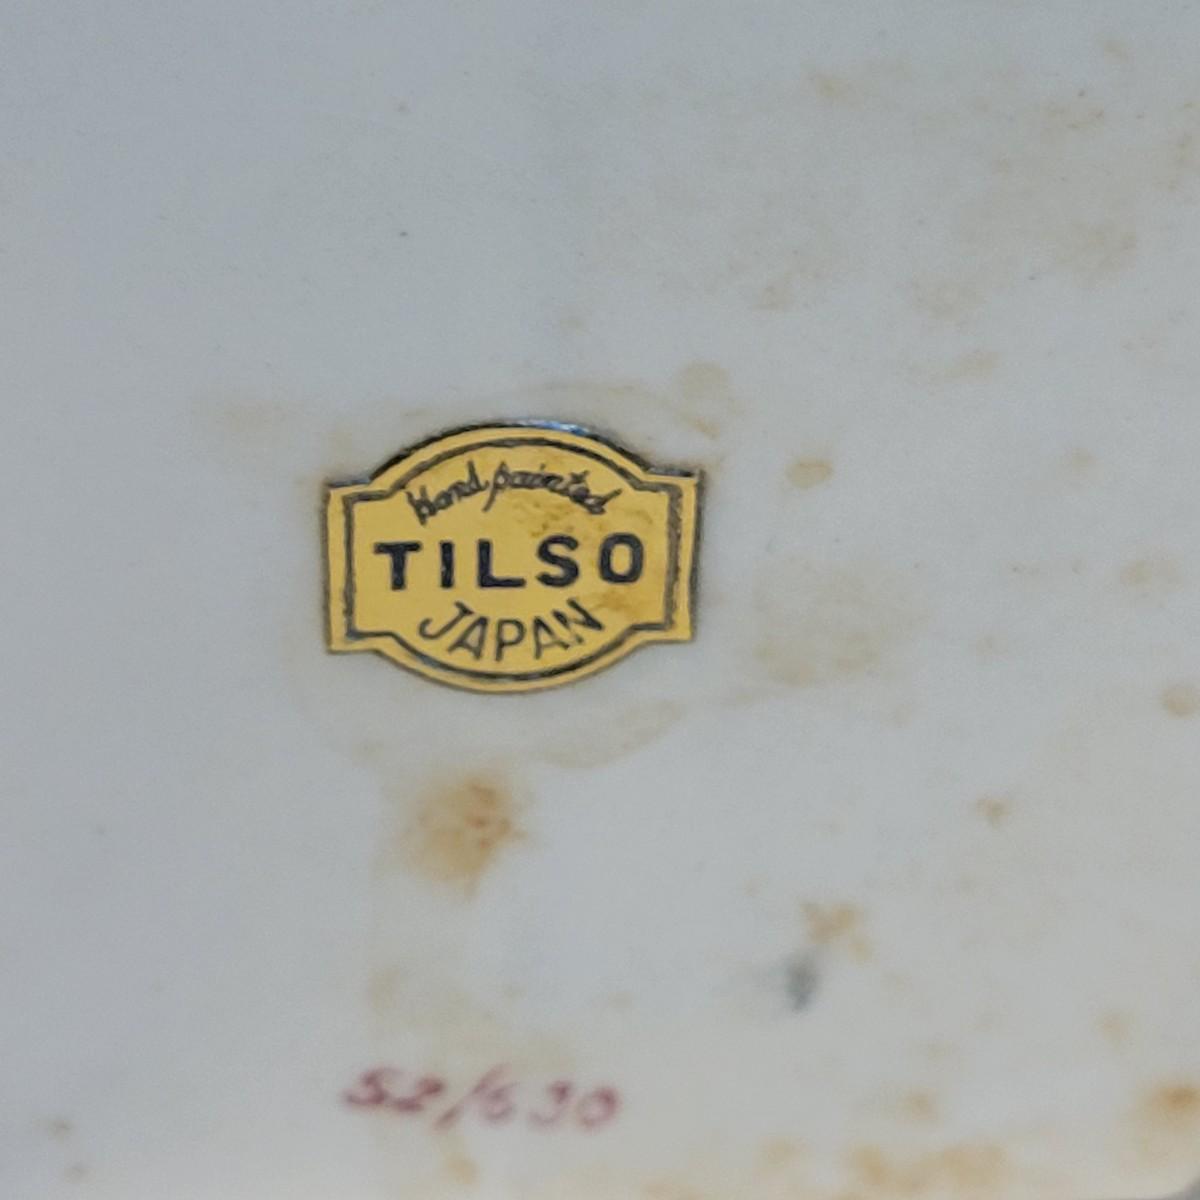 Hand painted
TILSO
JAPAN
52/630